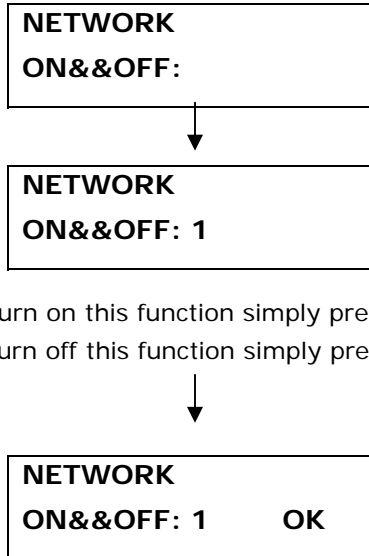 NETWORK
ON&&OFF:
NETWORK
ON&&OFF: 1
urn on this function simply pre
urn off this function simply pre
NETWORK
ON&&OFF: 1 OK